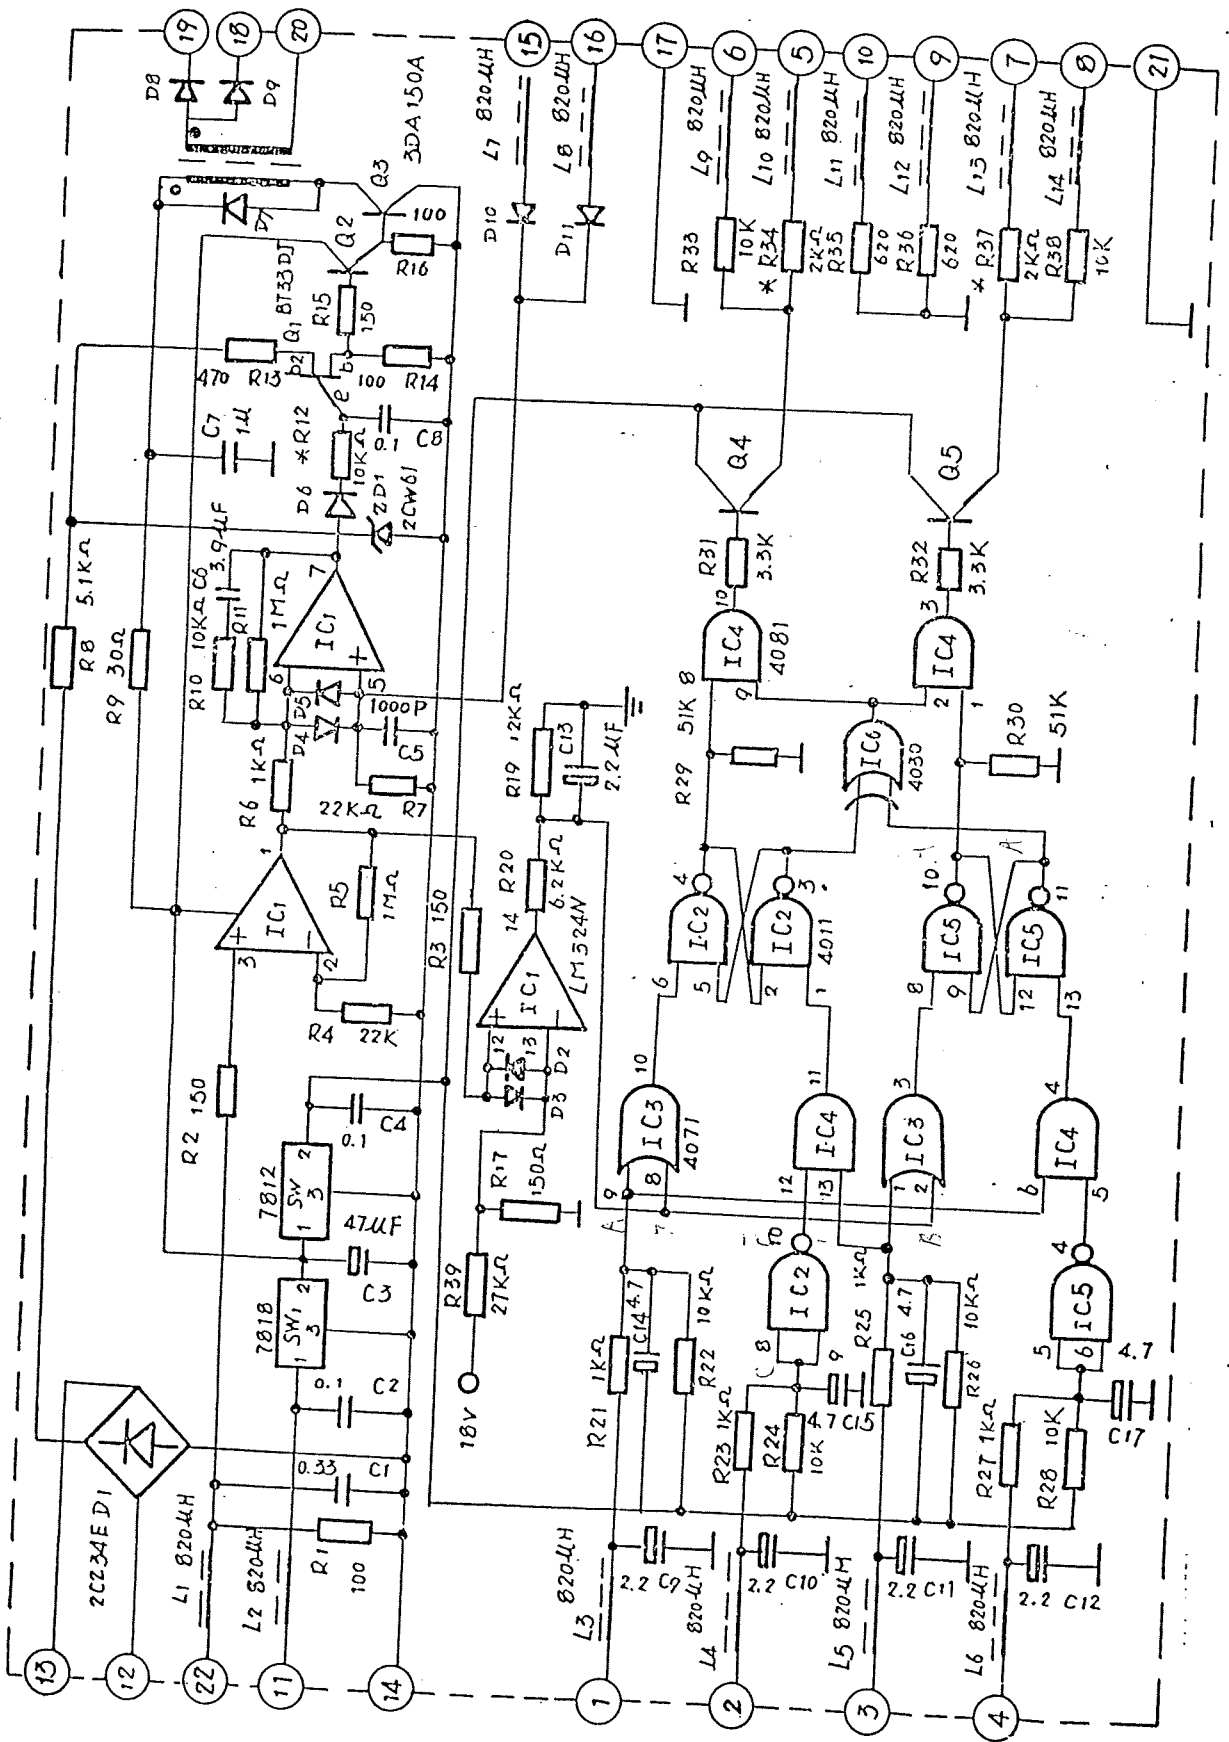 19
18
20
15
16
17
6
5
10
9
7
8
21
D8
D9
D7
Q3
3DA150A
100
R16
Q2
BT33DJ
Q1
R15
150
b2
b1
e
470 R13
100 R14
C7
1µ
*R12
10KΩ
0.1 C8
D6
ZD1
2CW61
5.1KΩ
R8
R9 30Ω
R10 10KΩ C6
3.9µF
R11
1MΩ
7
IC1
6
5
+
D5
D4
1000P
C5
R6 1KΩ
22KΩ R7
1
IC1
+
−
3
2
R5
1MΩ
R4
22K
R3 150
R2 150
7812
SW
1 2
3
C4
0.1
47µF
C3
7818
SW1
1 2
3
0.1 C2
0.33 C1
R1
100
2CZ34E D1
L1 820µH
L2 820µH
13
12
22
11
14
D10
L7 820µH
D11
L8 820µH
R19 12KΩ
C13
2.2µF
R20
6.2KΩ
14
IC1
LM324N
+
−
12
13
D3 D2
R17
150Ω
R39
27KΩ
18V
R33
10K
L9 820µH
*R34
2KΩ
L10 820µH
R35
620
L11 820µH
R36
620
L12 820µH
*R37
2KΩ
L13 820µH
R38
10K
L14 820µH
Q4
Q5
R31
3.3K
R32
3.3K
10
IC4
4081
8
9
3
IC4
2
1
R29 51K
R30
51K
IC6
4030
4
IC2
6
5
3
IC2
4011
2
1
10
IC5
8
9
11
IC5
12
13
A
10
IC3
4071
9
8
A
11
IC4
12
13
3
IC3
1
2
B
4
IC4
6
5
10
IC2
8
9
C
4
IC5
5
6
R21 1KΩ
C14 4.7
R22 10KΩ
R23 1KΩ
R24
10K
4.7 C15
R25 1KΩ
C16 4.7
R26 10KΩ
R27 1KΩ
R28 10K
4.7
C17
L3 820µH
2.2 C9
L4 820µH
2.2 C10
L5 820µH
2.2 C11
L6 820µH
2.2 C12
1
2
3
4